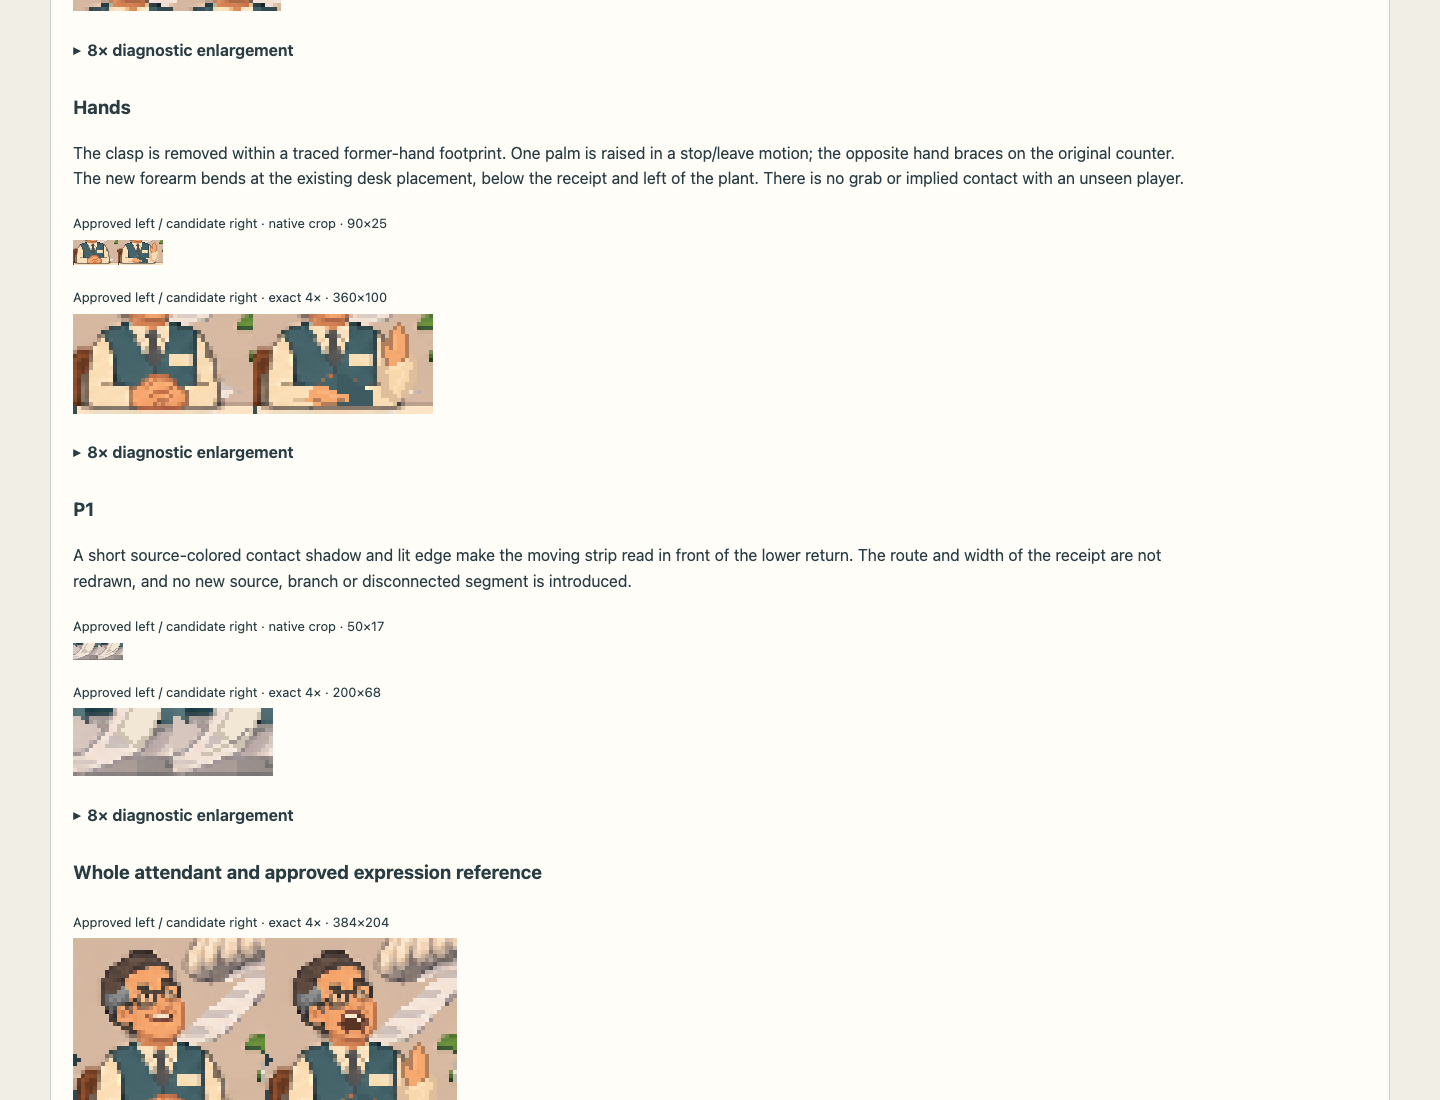 ▸ 8× diagnostic enlargement
Hands
The clasp is removed within a traced former-hand footprint. One palm is raised in a stop/leave motion; the opposite hand braces on the original counter.
The new forearm bends at the existing desk placement, below the receipt and left of the plant. There is no grab or implied contact with an unseen player.
Approved left / candidate right · native crop · 90×25
Approved left / candidate right · exact 4× · 360×100
▸ 8× diagnostic enlargement
P1
A short source-colored contact shadow and lit edge make the moving strip read in front of the lower return. The route and width of the receipt are not
redrawn, and no new source, branch or disconnected segment is introduced.
Approved left / candidate right · native crop · 50×17
Approved left / candidate right · exact 4× · 200×68
▸ 8× diagnostic enlargement
Whole attendant and approved expression reference
Approved left / candidate right · exact 4× · 384×204